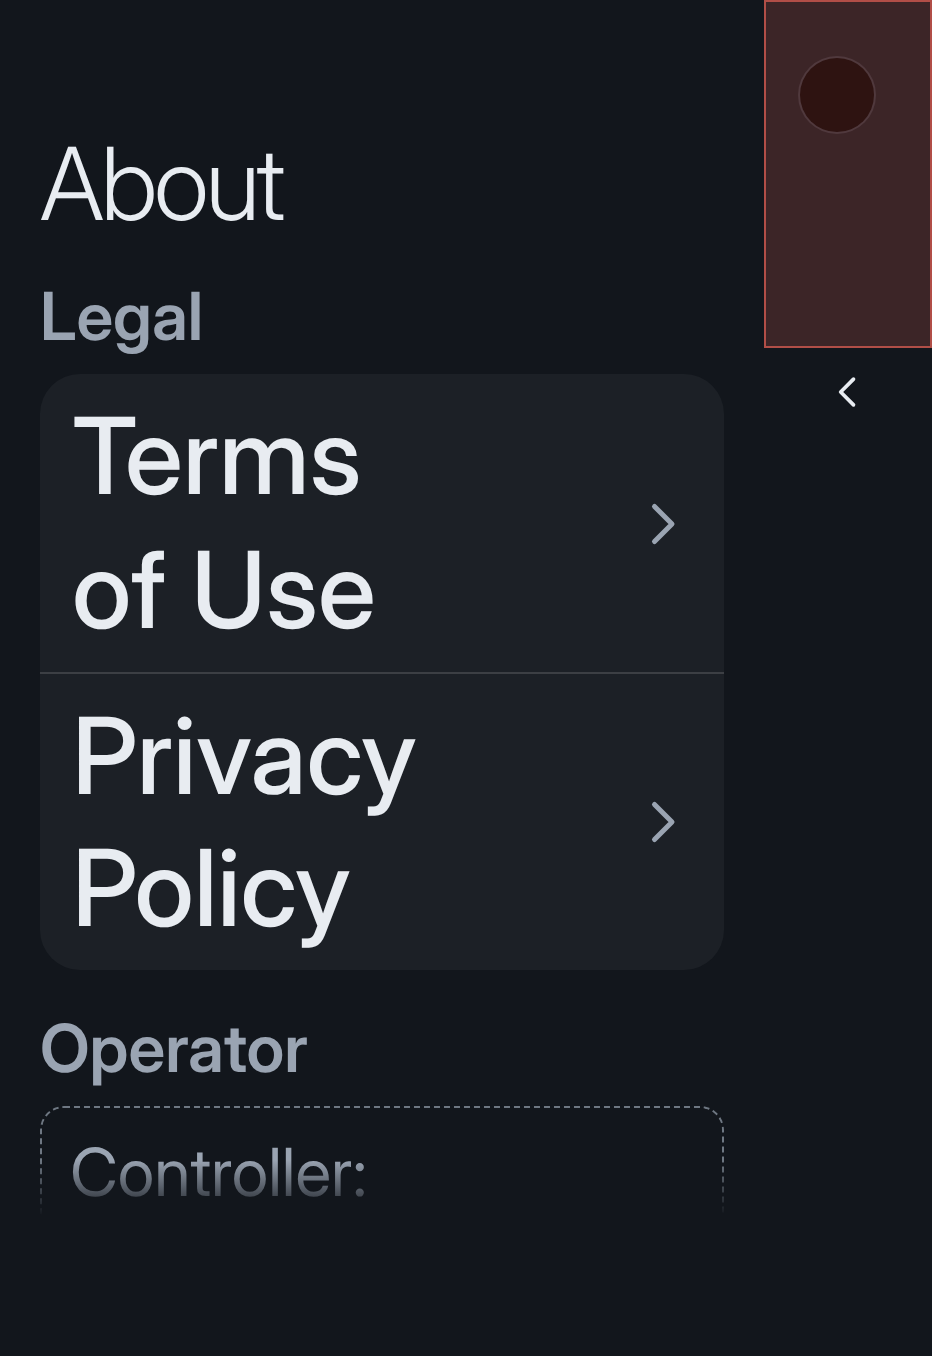 About
Legal
Terms
of Use
Privacy
Policy
Operator
Controller: